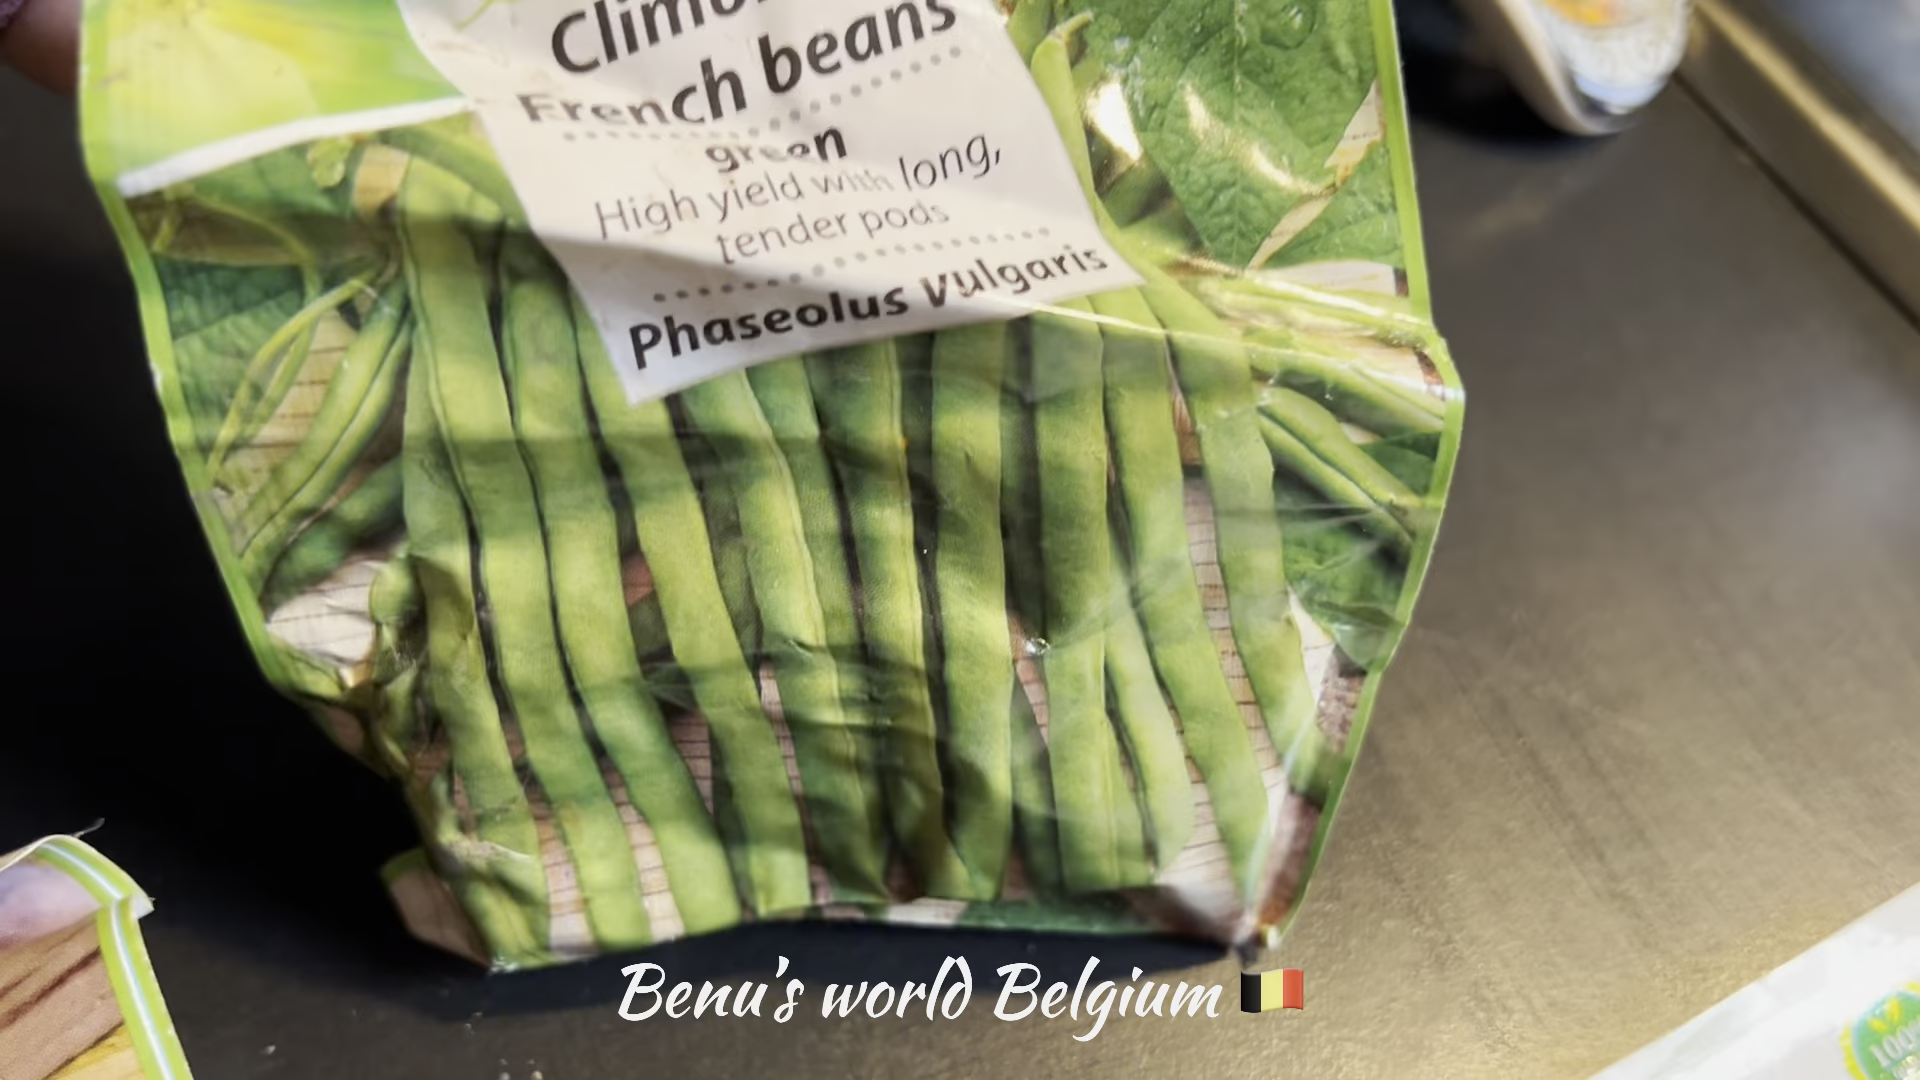 French beans
green
High yield with long,
tender pods
Phaseolus Vulgaris
Benu's world Belgium